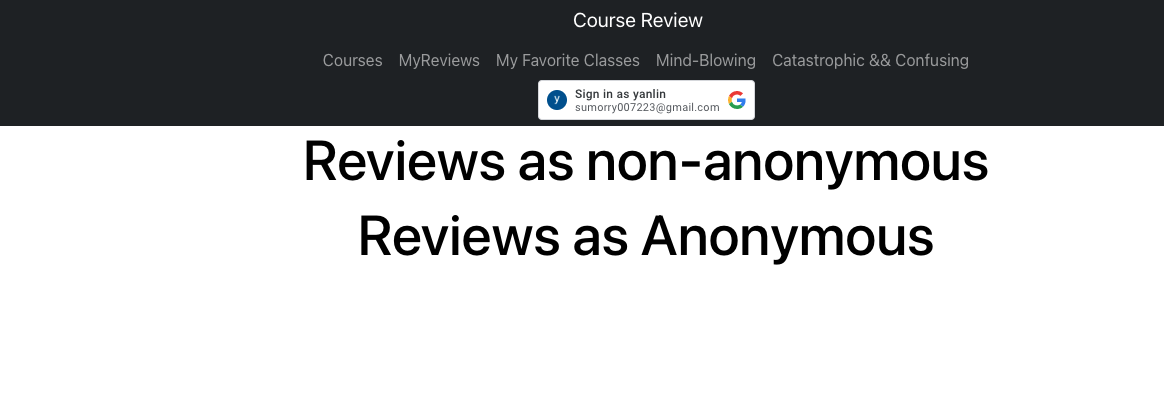 Course Review
Courses MyReviews My Favorite Classes Mind-Blowing Catastrophic && Confusing
y
Sign in as yanlin
sumorry007223@gmail.com
Reviews as non-anonymous
Reviews as Anonymous